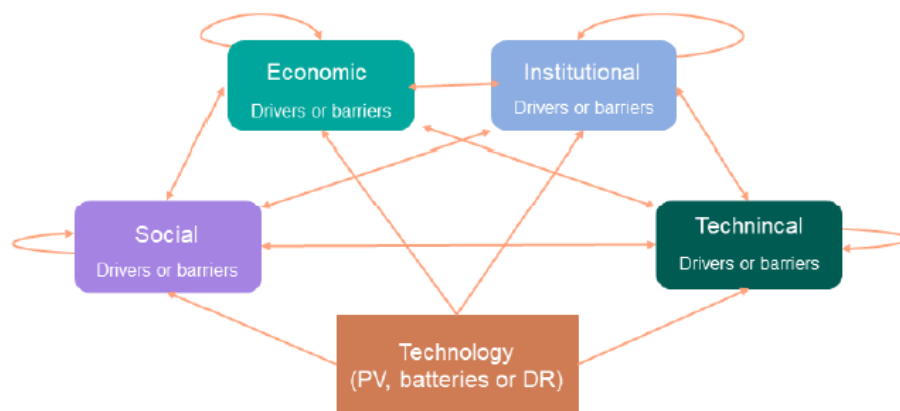 Economic
Drivers or barriers
Institutional
Drivers or barriers
Social
Drivers or barriers
Technincal
Drivers or barriers
Technology
(PV, batteries or DR)